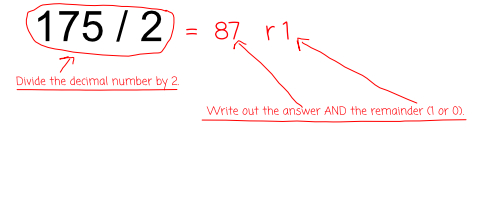 175 / 2 = 87 r 1
Divide the decimal number by 2.
Write out the answer AND the remainder (1 or 0).